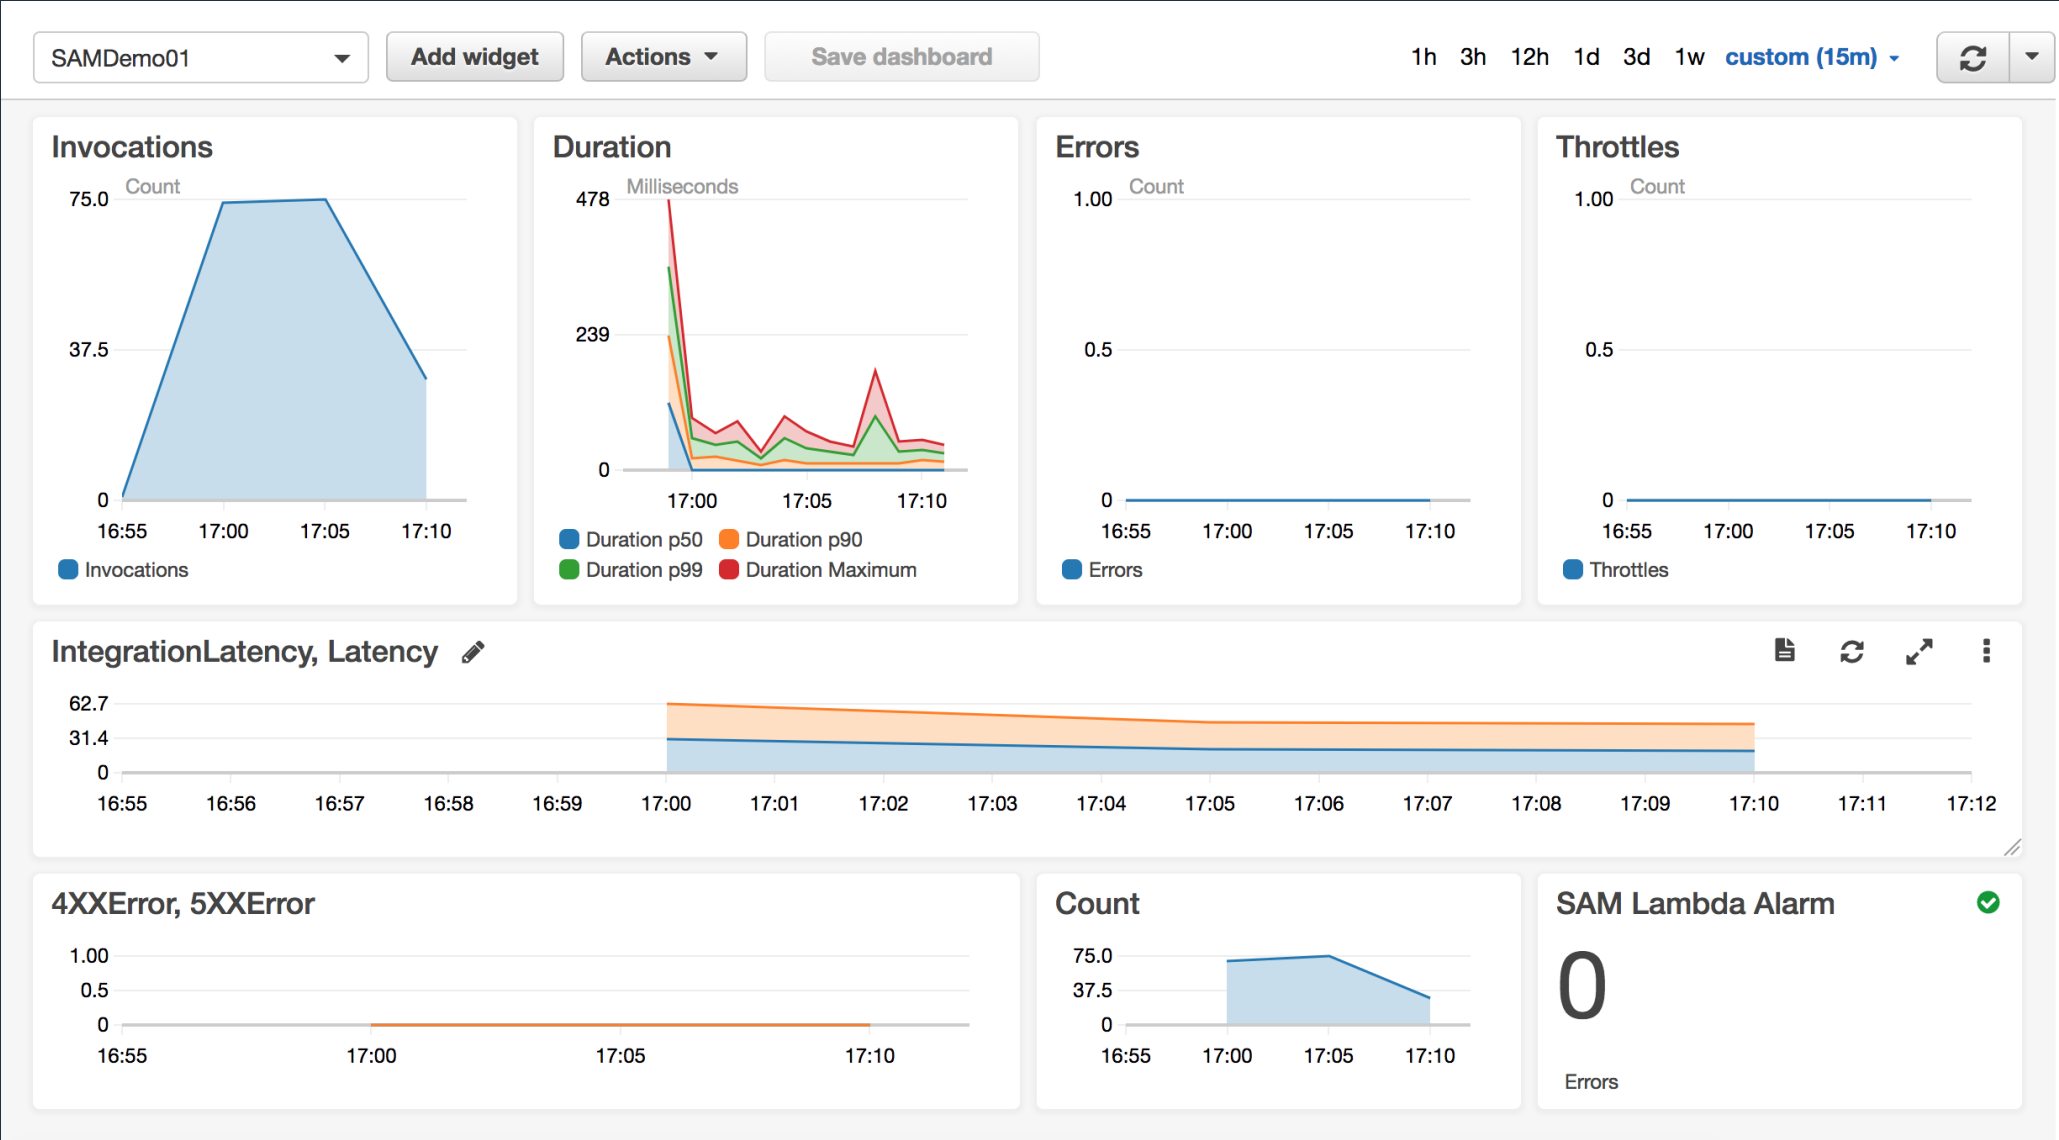 SAMDemo01 Add widget Actions Save dashboard 1h 3h 12h 1d 3d 1w custom (15m)
Invocations
Count
75.0
37.5
0
16:55 17:00 17:05 17:10
Invocations
Duration
Milliseconds
478
239
0
17:00 17:05 17:10
Duration p50 Duration p90
Duration p99 Duration Maximum
Errors
Count
1.00
0.5
0
16:55 17:00 17:05 17:10
Errors
Throttles
Count
1.00
0.5
0
16:55 17:00 17:05 17:10
Throttles
IntegrationLatency, Latency
62.7
31.4
0
16:55 16:56 16:57 16:58 16:59 17:00 17:01 17:02 17:03 17:04 17:05 17:06 17:07 17:08 17:09 17:10 17:11 17:12
4XXError, 5XXError
1.00
0.5
0
16:55 17:00 17:05 17:10
Count
75.0
37.5
0
16:55 17:00 17:05 17:10
SAM Lambda Alarm
0
Errors